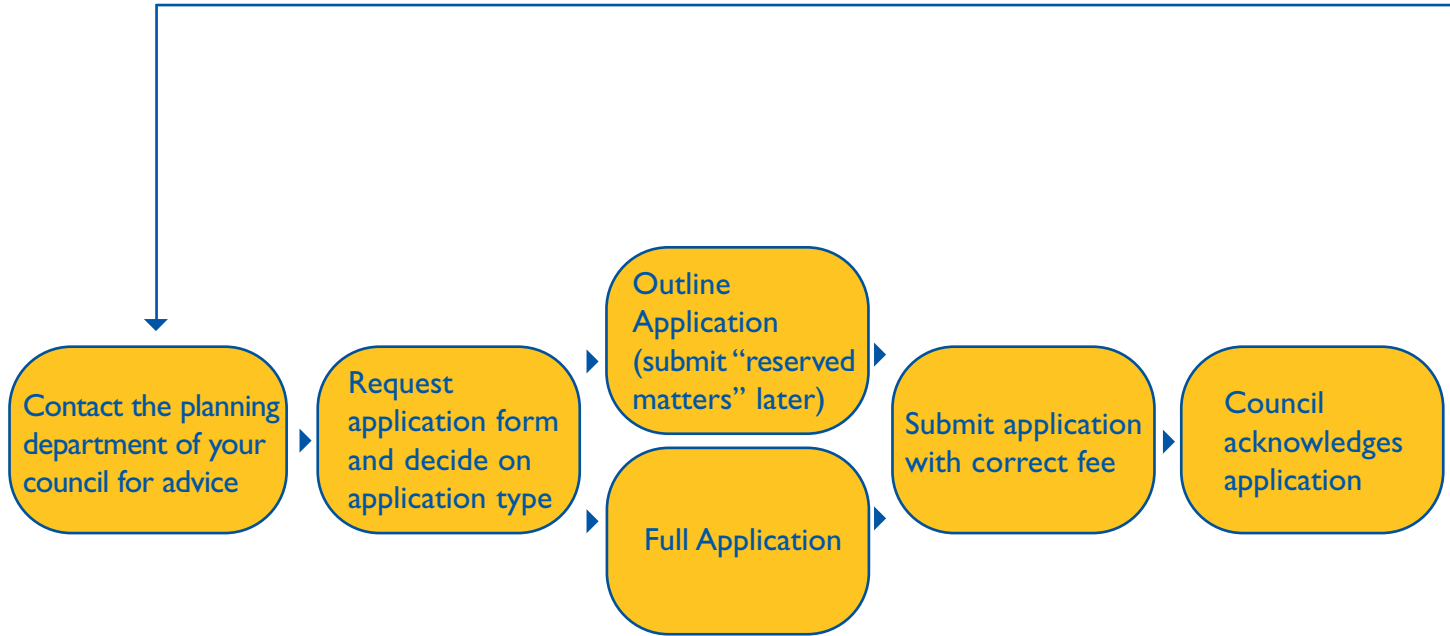 Contact the planning
department of your
council for advice
Request
application form
and decide on
application type
Outline
Application
(submit “reserved
matters” later)
Full Application
Submit application
with correct fee
Council
acknowledges
application